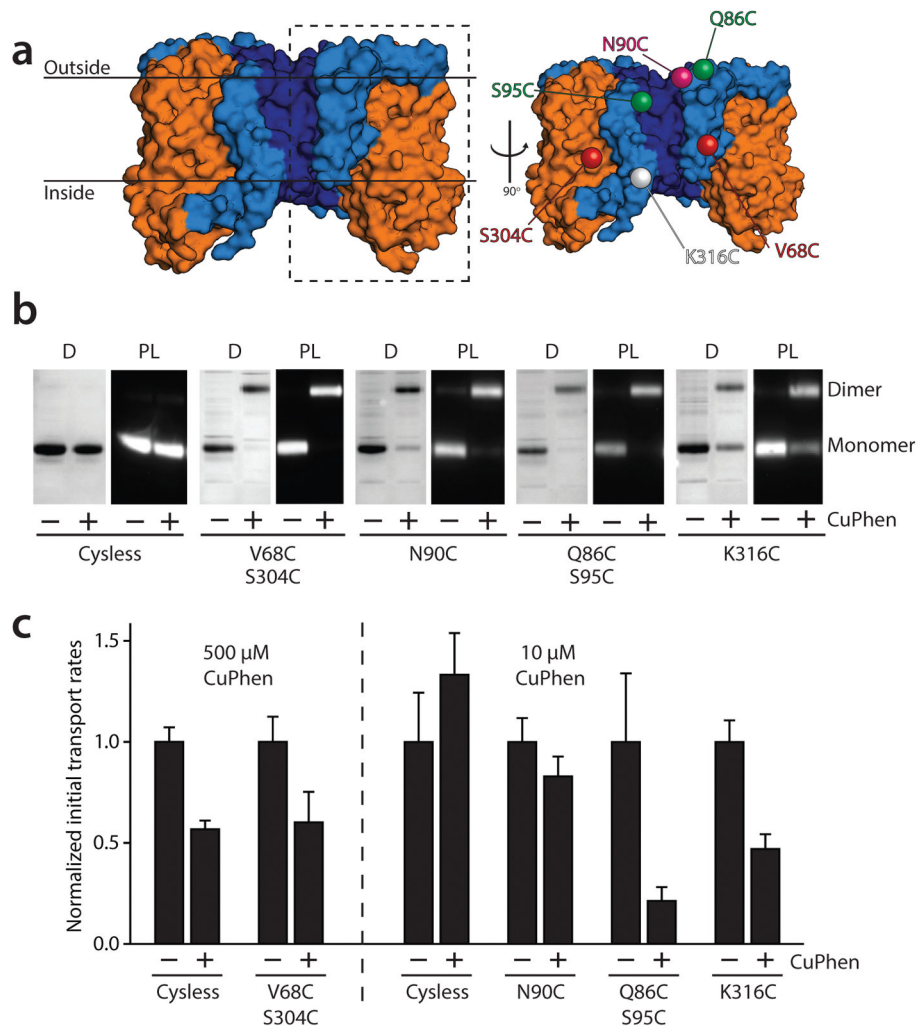 a
Outside
Inside
90°
Q86C
N90C
S95C
S304C
K316C
V68C
b
D PL D PL D PL D PL D PL
Dimer
Monomer
− + − + − + − + − + − + − + − + − + − + CuPhen
Cysless V68C N90C Q86C K316C
S304C S95C
c
Normalized initial transport rates
1.5
1.0
0.5
0.0
500 µM
CuPhen
10 µM
CuPhen
− + − + − + − + − + − + CuPhen
Cysless V68C Cysless N90C Q86C K316C
S304C S95C